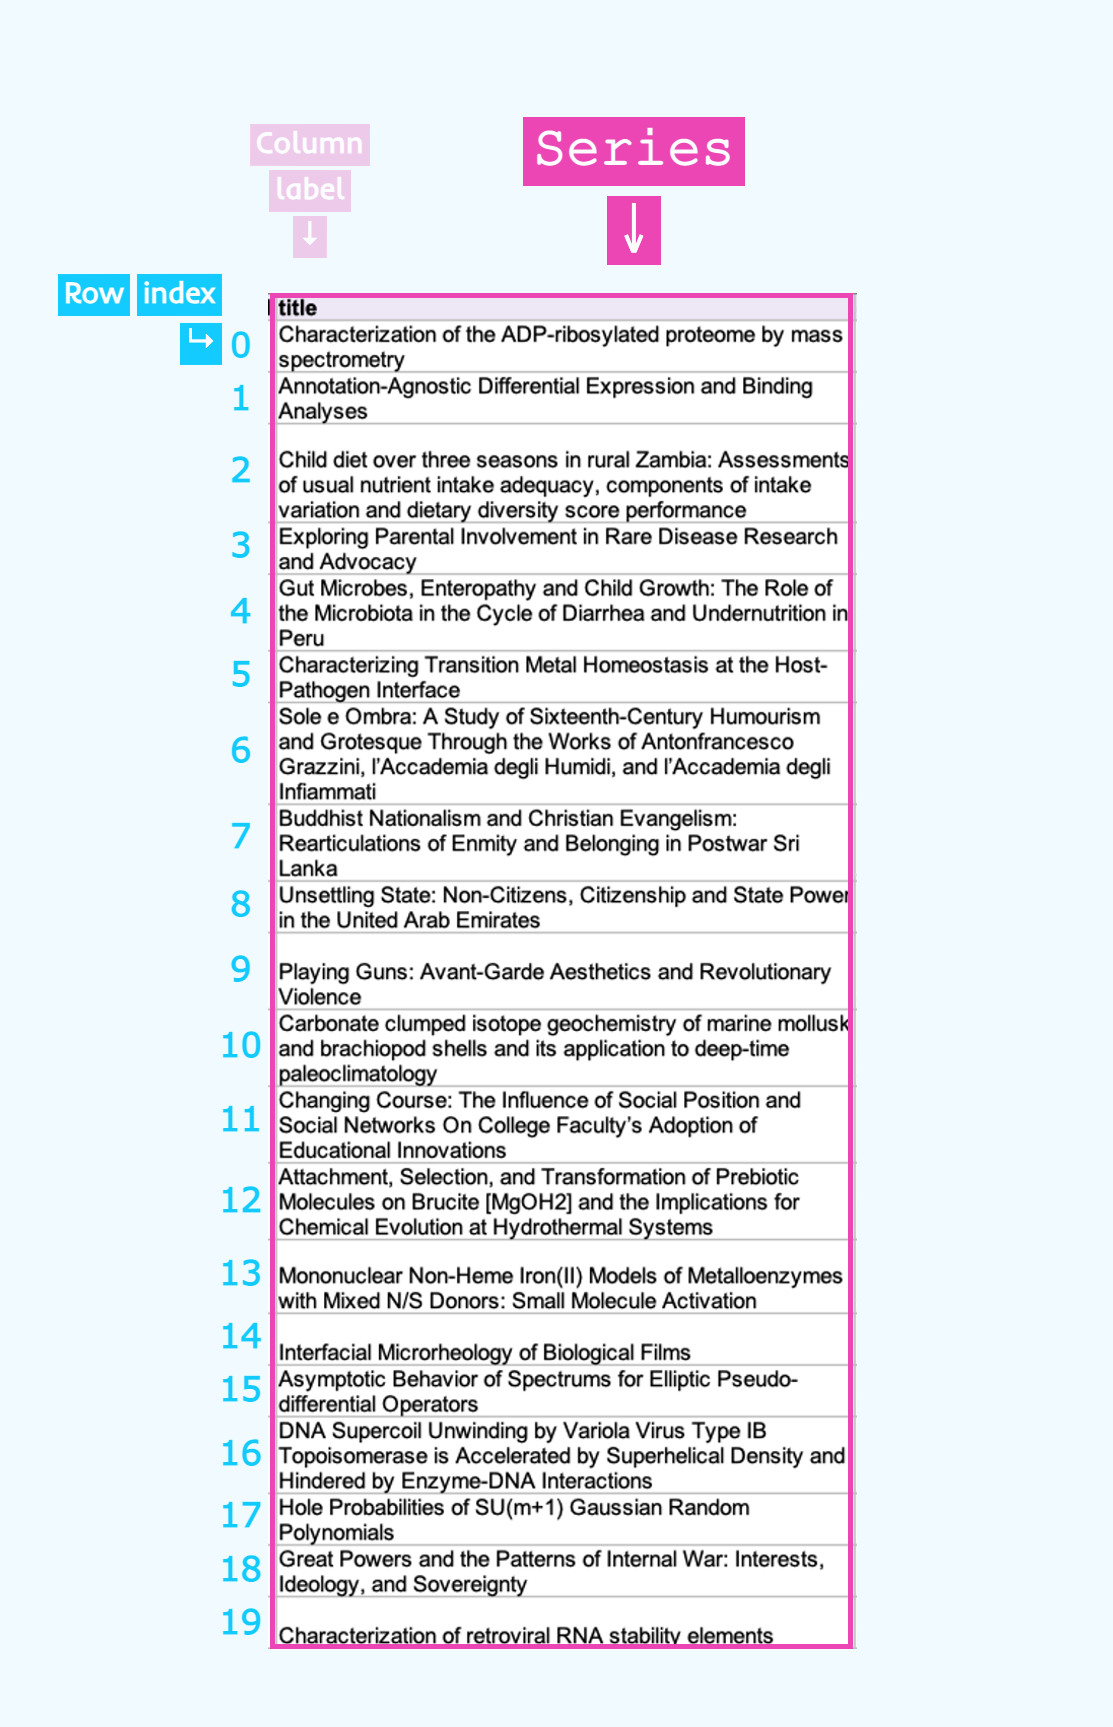 Column
label
↓
Series
↓
Row index
↳
title
0
Characterization of the ADP-ribosylated proteome by mass
spectrometry
1
Annotation-Agnostic Differential Expression and Binding
Analyses
2
Child diet over three seasons in rural Zambia: Assessments
of usual nutrient intake adequacy, components of intake
variation and dietary diversity score performance
3
Exploring Parental Involvement in Rare Disease Research
and Advocacy
4
Gut Microbes, Enteropathy and Child Growth: The Role of
the Microbiota in the Cycle of Diarrhea and Undernutrition in
Peru
5
Characterizing Transition Metal Homeostasis at the Host-
Pathogen Interface
6
Sole e Ombra: A Study of Sixteenth-Century Humourism
and Grotesque Through the Works of Antonfrancesco
Grazzini, l’Accademia degli Humidi, and l’Accademia degli
Infiammati
7
Buddhist Nationalism and Christian Evangelism:
Rearticulations of Enmity and Belonging in Postwar Sri
Lanka
8
Unsettling State: Non-Citizens, Citizenship and State Power
in the United Arab Emirates
9
Playing Guns: Avant-Garde Aesthetics and Revolutionary
Violence
10
Carbonate clumped isotope geochemistry of marine mollusk
and brachiopod shells and its application to deep-time
paleoclimatology
11
Changing Course: The Influence of Social Position and
Social Networks On College Faculty’s Adoption of
Educational Innovations
12
Attachment, Selection, and Transformation of Prebiotic
Molecules on Brucite [MgOH2] and the Implications for
Chemical Evolution at Hydrothermal Systems
13
Mononuclear Non-Heme Iron(II) Models of Metalloenzymes
with Mixed N/S Donors: Small Molecule Activation
14
Interfacial Microrheology of Biological Films
15
Asymptotic Behavior of Spectrums for Elliptic Pseudo-
differential Operators
16
DNA Supercoil Unwinding by Variola Virus Type IB
Topoisomerase is Accelerated by Superhelical Density and
Hindered by Enzyme-DNA Interactions
17
Hole Probabilities of SU(m+1) Gaussian Random
Polynomials
18
Great Powers and the Patterns of Internal War: Interests,
Ideology, and Sovereignty
19
Characterization of retroviral RNA stability elements